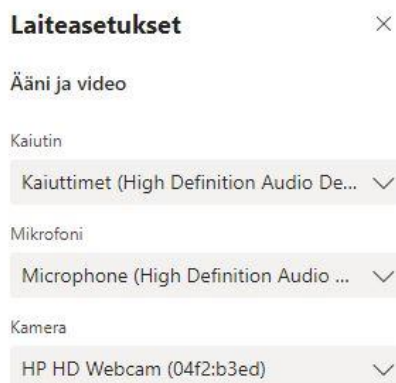 Laiteasetukset
Ääni ja video
Kaiutin
Kaiuttimet (High Definition Audio De...
Mikrofoni
Microphone (High Definition Audio ...
Kamera
HP HD Webcam (04f2:b3ed)